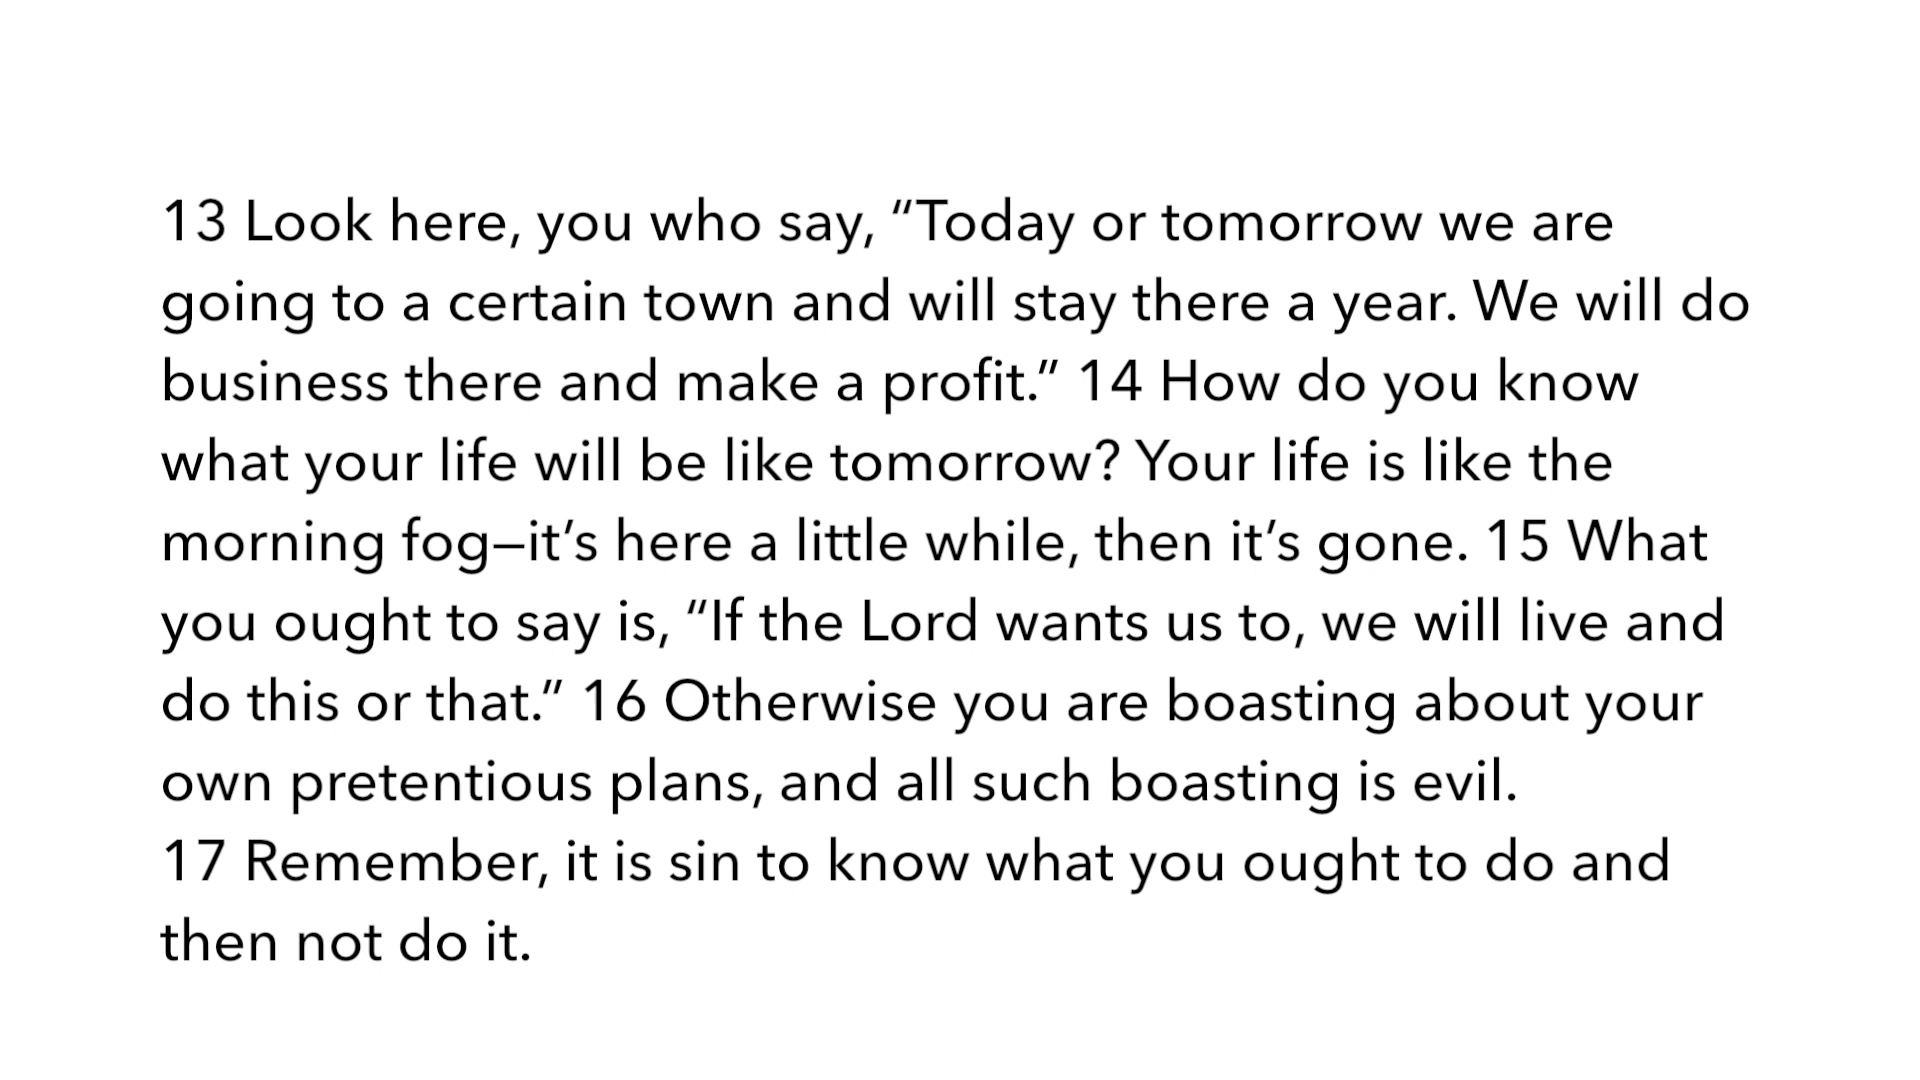 13 Look here, you who say, “Today or tomorrow we are
going to a certain town and will stay there a year. We will do
business there and make a profit.” 14 How do you know
what your life will be like tomorrow? Your life is like the
morning fog—it’s here a little while, then it’s gone. 15 What
you ought to say is, “If the Lord wants us to, we will live and
do this or that.” 16 Otherwise you are boasting about your
own pretentious plans, and all such boasting is evil.
17 Remember, it is sin to know what you ought to do and
then not do it.